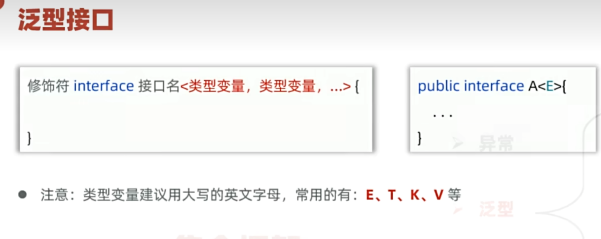 泛型接口
修饰符 interface 接口名<类型变量，类型变量，...> {
}
public interface A<E>{
...
}
异常
● 注意：类型变量建议用大写的英文字母，常用的有：E、T、K、V 等
泛型